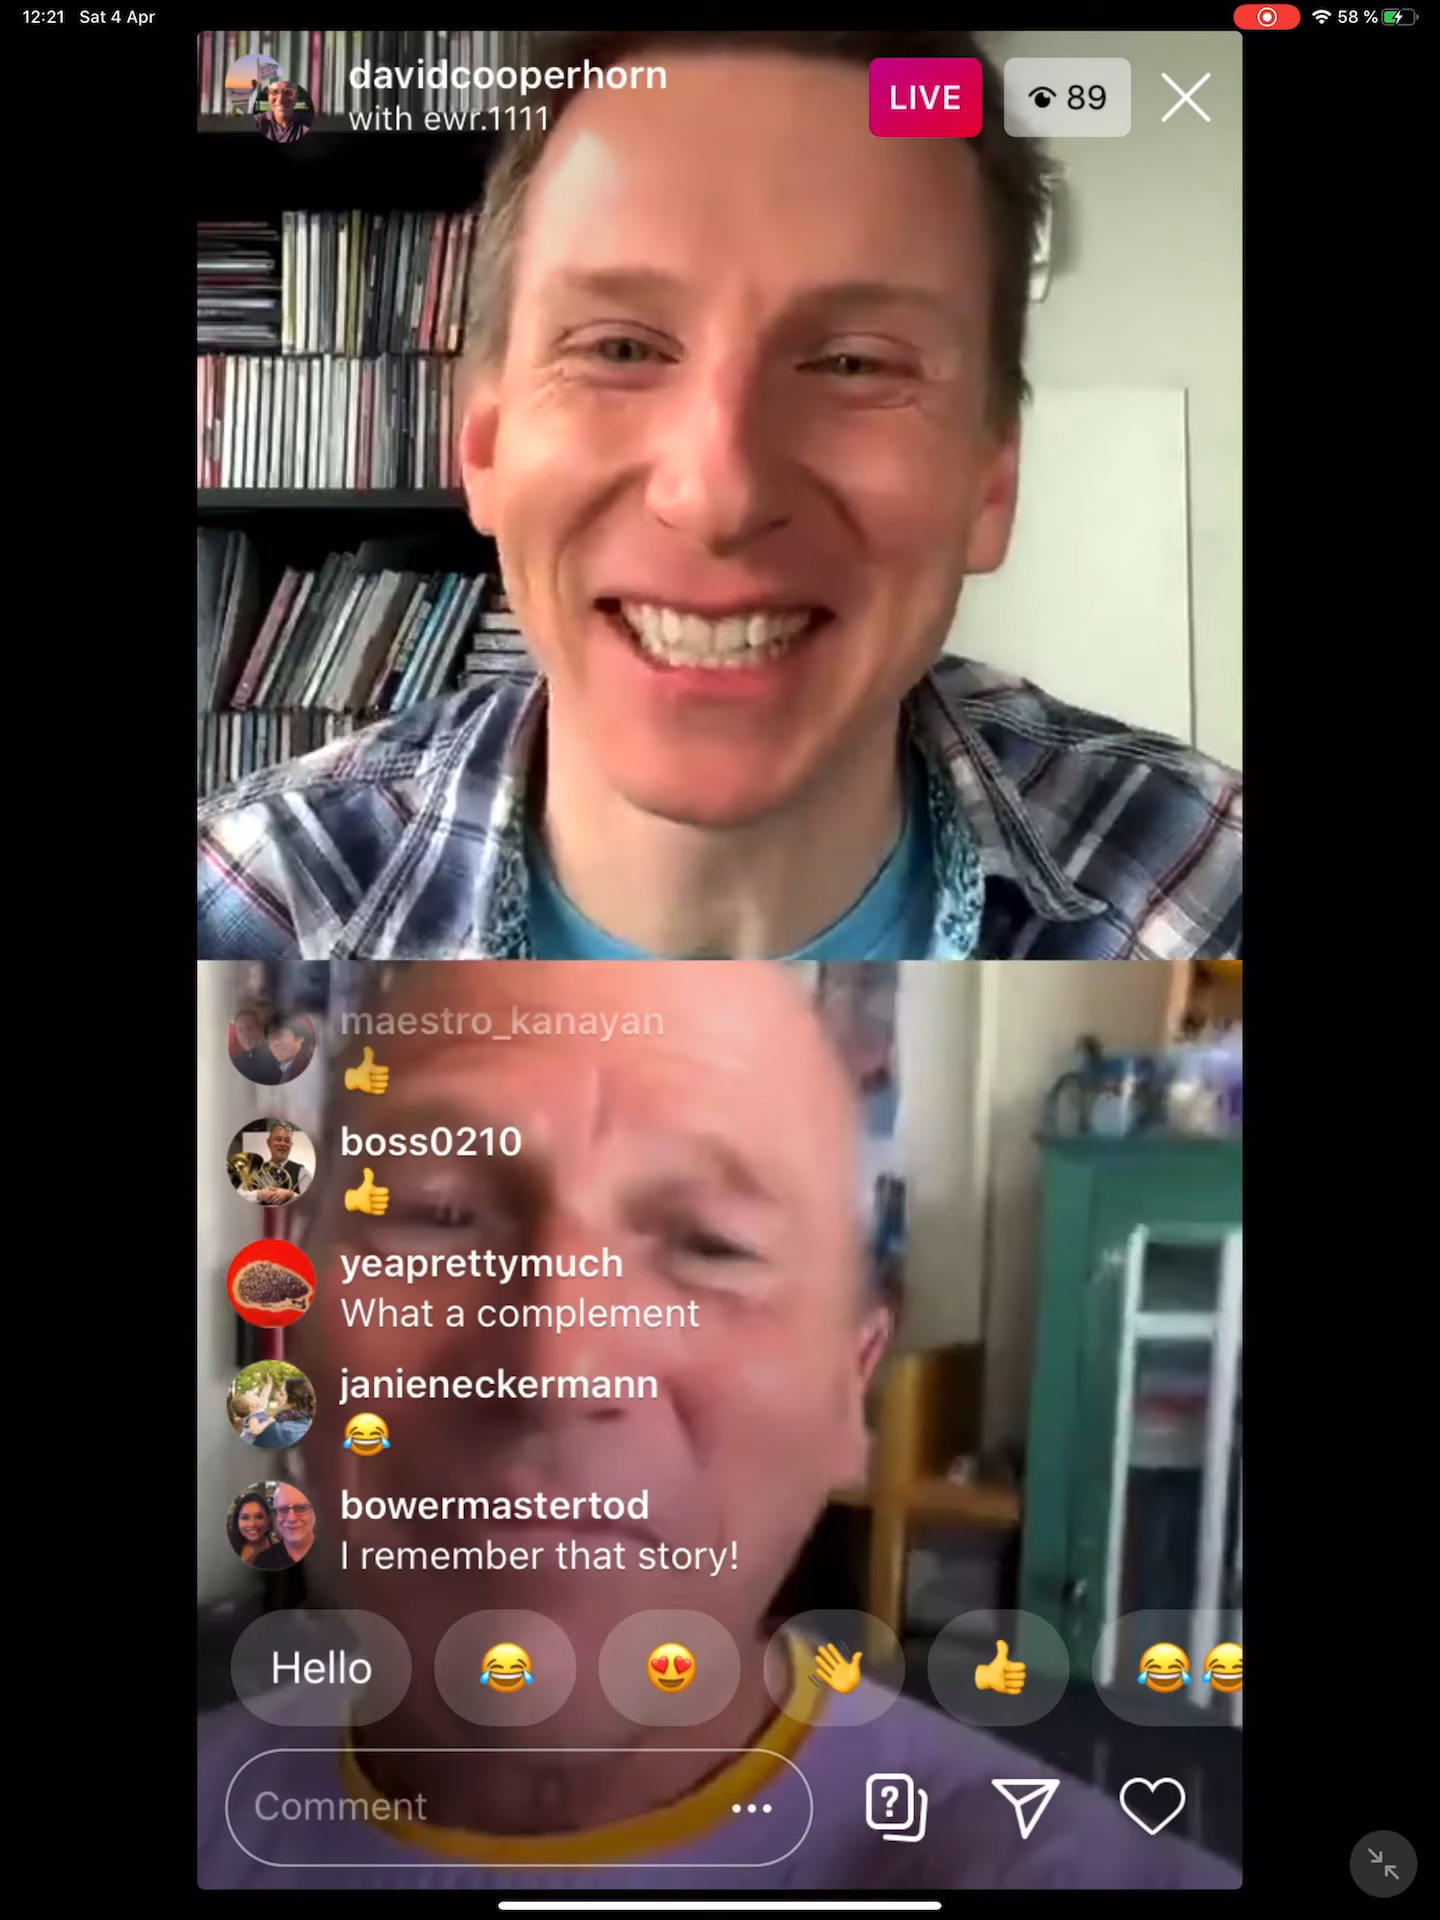 12:21 Sat 4 Apr
58 %
davidcooperhorn
with ewr.1111
LIVE
89
maestro_kanayan
👍
boss0210
👍
yeaprettymuch
What a complement
janieneckermann
😂
bowermastertod
I remember that story!
Hello 😂 😍 👋 👍 😂😂
Comment
?